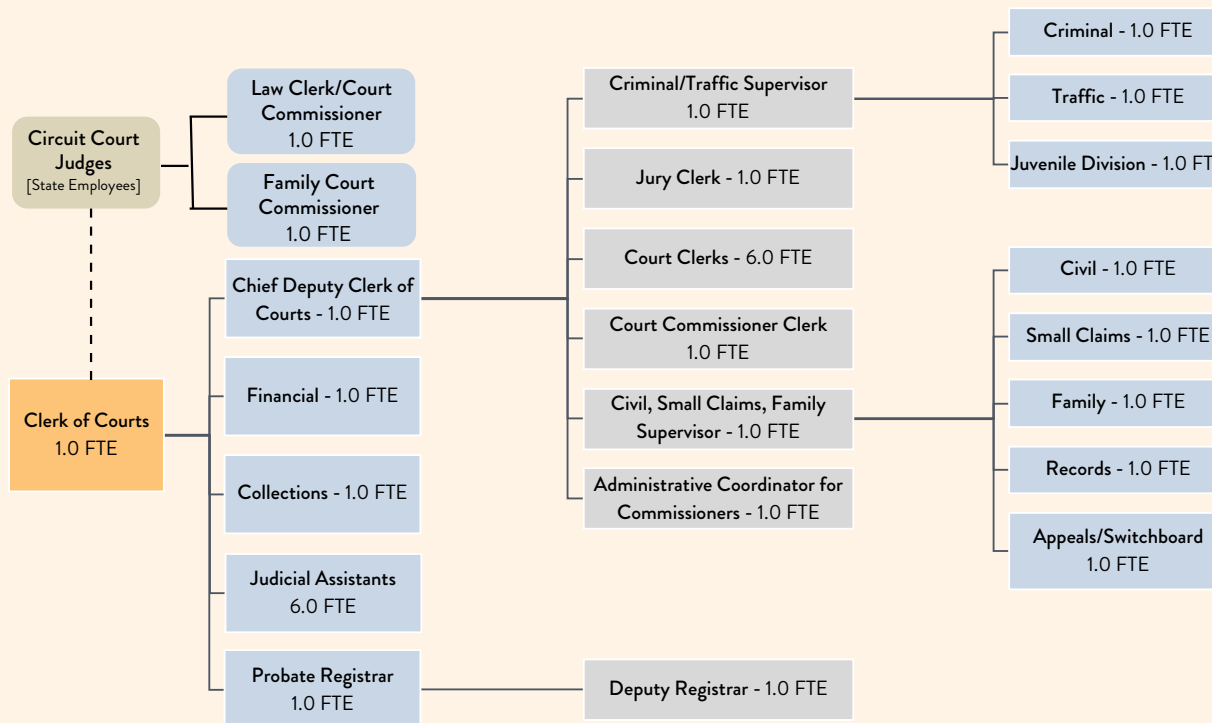 Circuit Court
Judges
[State Employees]
Clerk of Courts
1.0 FTE
Law Clerk/Court
Commissioner
1.0 FTE
Family Court
Commissioner
1.0 FTE
Chief Deputy Clerk of
Courts - 1.0 FTE
Financial - 1.0 FTE
Collections - 1.0 FTE
Judicial Assistants
6.0 FTE
Probate Registrar
1.0 FTE
Criminal/Traffic Supervisor
1.0 FTE
Jury Clerk - 1.0 FTE
Court Clerks - 6.0 FTE
Court Commissioner Clerk
1.0 FTE
Civil, Small Claims, Family
Supervisor - 1.0 FTE
Administrative Coordinator for
Commissioners - 1.0 FTE
Deputy Registrar - 1.0 FTE
Criminal - 1.0 FTE
Traffic - 1.0 FTE
Juvenile Division - 1.0 FT
Civil - 1.0 FTE
Small Claims - 1.0 FTE
Family - 1.0 FTE
Records - 1.0 FTE
Appeals/Switchboard
1.0 FTE